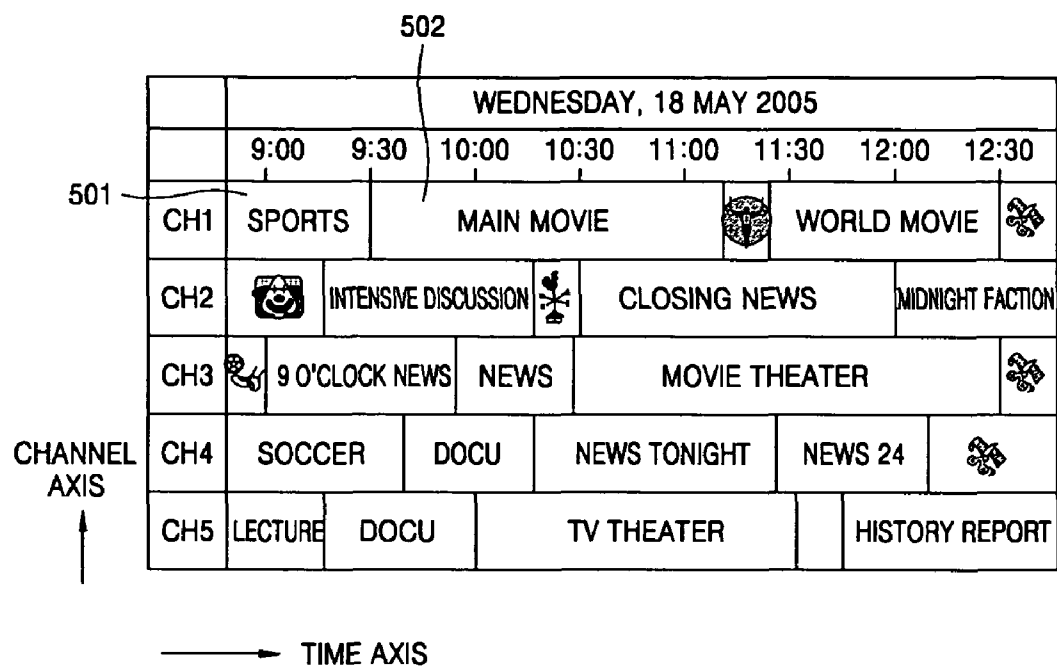 502
WEDNESDAY, 18 MAY 2005
9:00 9:30 10:00 10:30 11:00 11:30 12:00 12:30
501
CH1 SPORTS MAIN MOVIE WORLD MOVIE
CH2 INTENSIVE DISCUSSION CLOSING NEWS MIDNIGHT FACTION
CH3 9 O'CLOCK NEWS NEWS MOVIE THEATER
CH4 SOCCER DOCU NEWS TONIGHT NEWS 24
CH5 LECTURE DOCU TV THEATER HISTORY REPORT
CHANNEL
AXIS
TIME AXIS